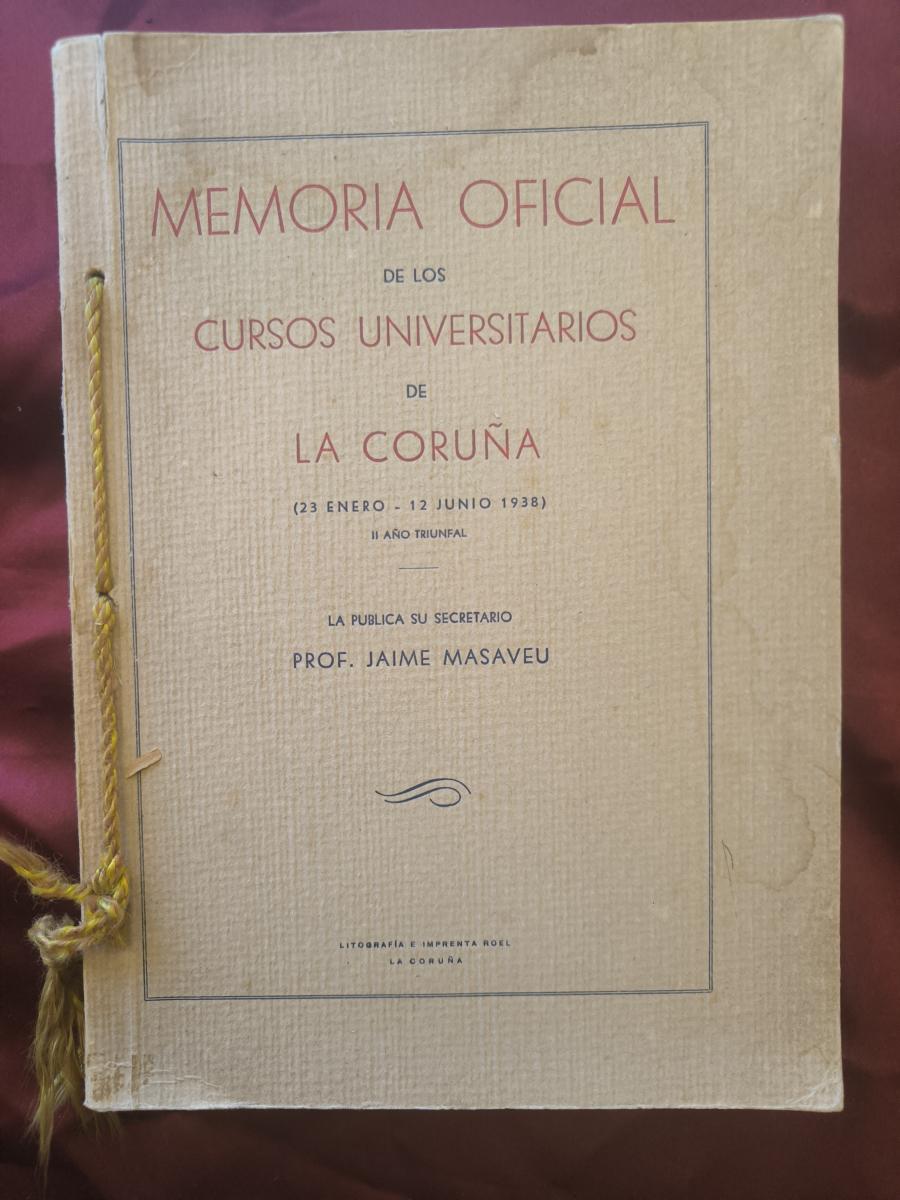 MEMORIA OFICIAL
DE LOS
CURSOS UNIVERSITARIOS
DE
LA CORUÑA
(23 ENERO - 12 JUNIO 1938)
II AÑO TRIUNFAL
LA PUBLICA SU SECRETARIO
PROF. JAIME MASAVEU
LITOGRAFÍA E IMPRENTA ROEL
LA CORUÑA